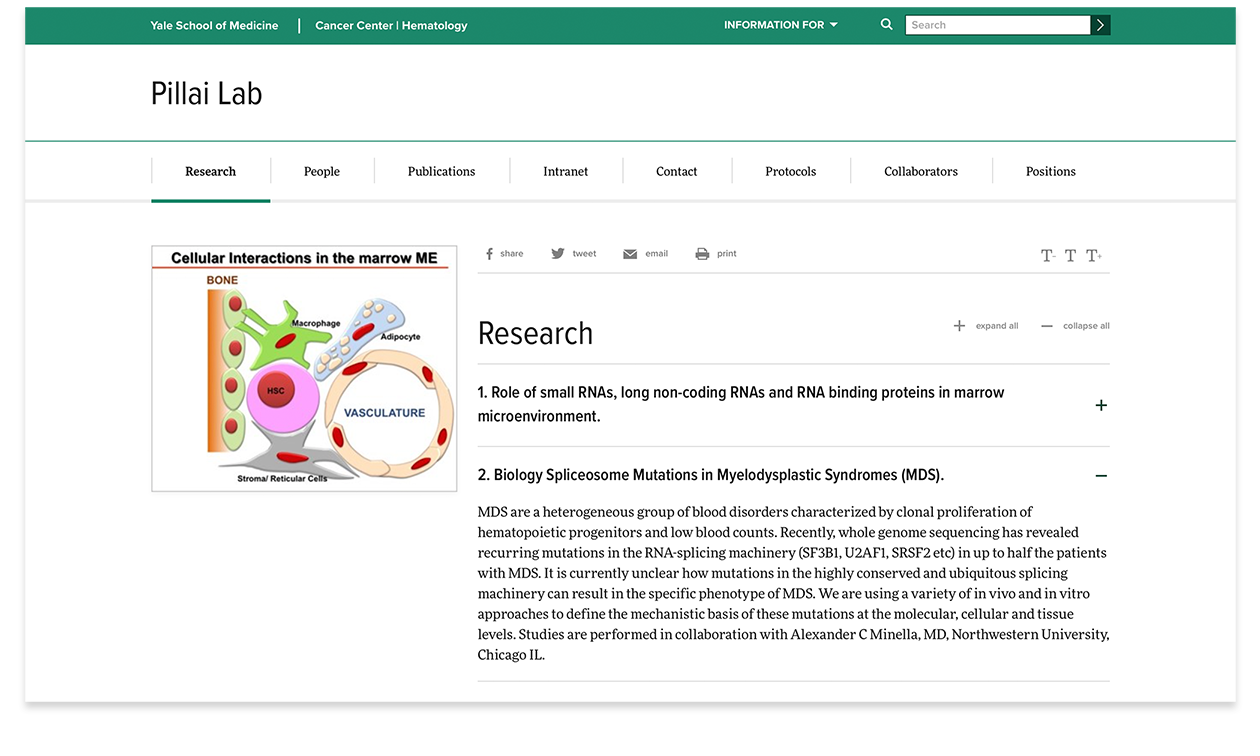 Yale School of Medicine | Cancer Center | Hematology INFORMATION FOR Search
Pillai Lab
Research People Publications Intranet Contact Protocols Collaborators Positions
Cellular Interactions in the marrow ME
BONE
Macrophage
Adipocyte
HSC
VASCULATURE
Stroma/ Reticular Cells
share tweet email print T- T T+
Research
+ expand all — collapse all
1. Role of small RNAs, long non-coding RNAs and RNA binding proteins in marrow
microenvironment.
+
2. Biology Spliceosome Mutations in Myelodysplastic Syndromes (MDS). —
MDS are a heterogeneous group of blood disorders characterized by clonal proliferation of
hematopoietic progenitors and low blood counts. Recently, whole genome sequencing has revealed
recurring mutations in the RNA-splicing machinery (SF3B1, U2AF1, SRSF2 etc) in up to half the patients
with MDS. It is currently unclear how mutations in the highly conserved and ubiquitous splicing
machinery can result in the specific phenotype of MDS. We are using a variety of in vivo and in vitro
approaches to define the mechanistic basis of these mutations at the molecular, cellular and tissue
levels. Studies are performed in collaboration with Alexander C Minella, MD, Northwestern University,
Chicago IL.